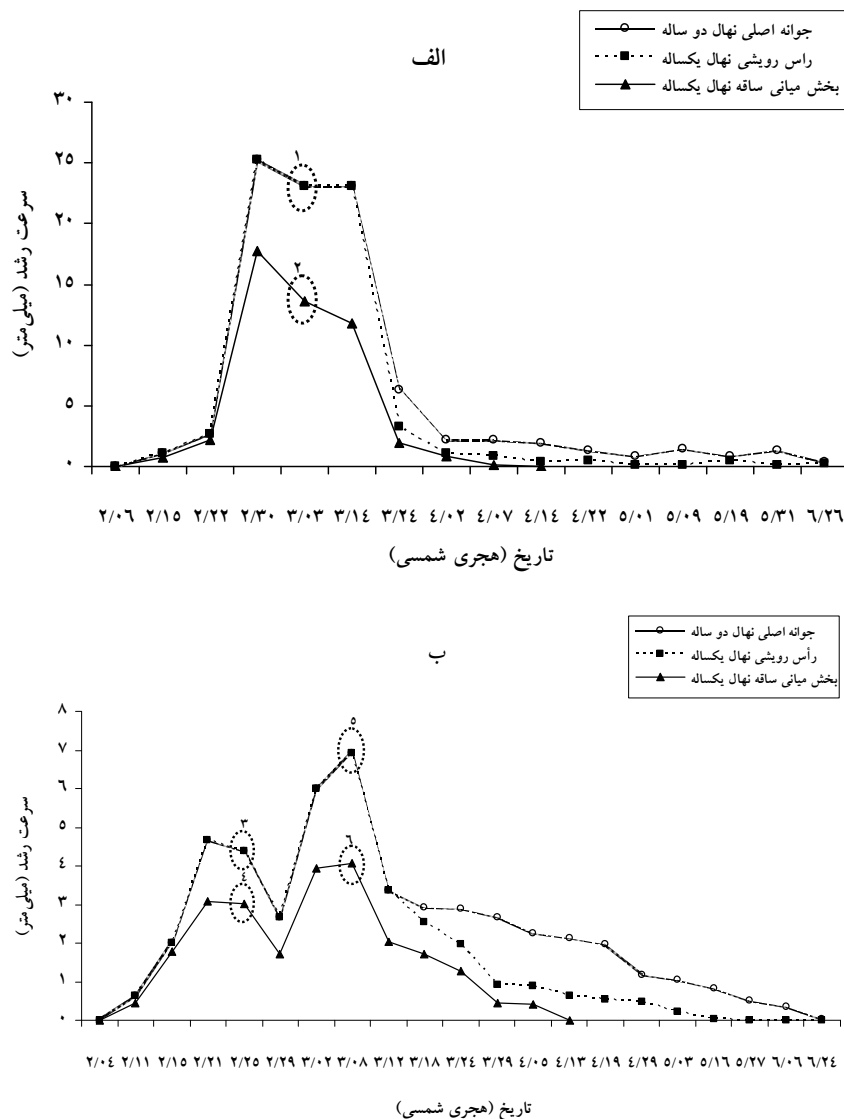 جوانه اصلی نهال دو ساله
راس رویشی نهال یکساله
بخش میانی ساقه نهال یکساله
الف
سرعت رشد (میلی‌متر)
۳۰
۲۵
۲۰
۱۵
۱۰
۵
۰
۱
۲
۲/۰۶ ۲/۱۵ ۲/۲۲ ۲/۳۰ ۳/۰۳ ۳/۱۴ ۳/۲٤ ٤/۰۲ ٤/۰۷ ٤/۱٤ ٤/۲۲ ۵/۰۱ ۵/۰۹ ۵/۱۹ ۵/۳۱ ٦/۲٦
تاریخ (هجری شمسی)
جوانه اصلی نهال دو ساله
رأس رویشی نهال یکساله
بخش میانی ساقه نهال یکساله
ب
سرعت رشد (میلی‌متر)
۸
۷
٦
۵
٤
۳
۲
۱
۰
۳
٤
۵
٦
۲/۰٤ ۲/۱۱ ۲/۱۵ ۲/۲۱ ۲/۲۵ ۲/۲۹ ۳/۰۲ ۳/۰۸ ۳/۱۲ ۳/۱۸ ۳/۲٤ ۳/۲۹ ٤/۰۵ ٤/۱۳ ٤/۱۹ ٤/۲۹ ۵/۰۳ ۵/۱٦ ۵/۲۷ ٦/۰٦ ٦/۲٤
تاریخ (هجری شمسی)